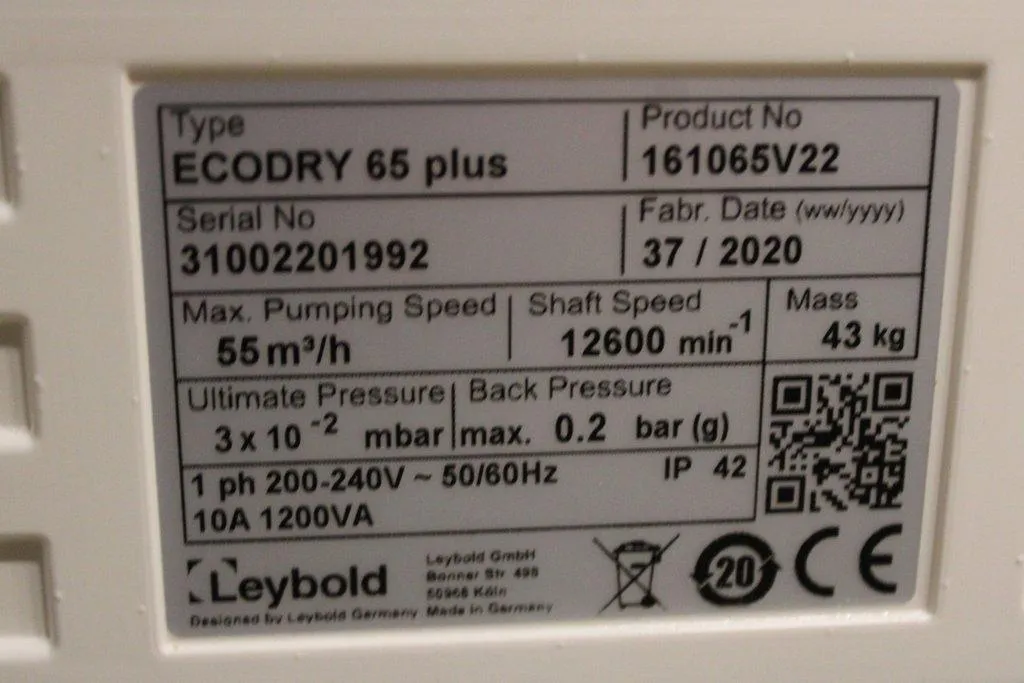 Type
ECODRY 65 plus
Product No
161065V22
Serial No
31002201992
Fabr. Date (ww/yyyy)
37 / 2020
Max. Pumping Speed
55 m³/h
Shaft Speed
12600 min⁻¹
Mass
43 kg
Ultimate Pressure
3 x 10⁻² mbar
Back Pressure
max. 0.2 bar (g)
1 ph 200-240V ~ 50/60Hz
IP 42
10A 1200VA
Leybold
Designed by Leybold Germany
Leybold GmbH
Bonner Str. 498
50968 Köln
Made in Germany
20
CE